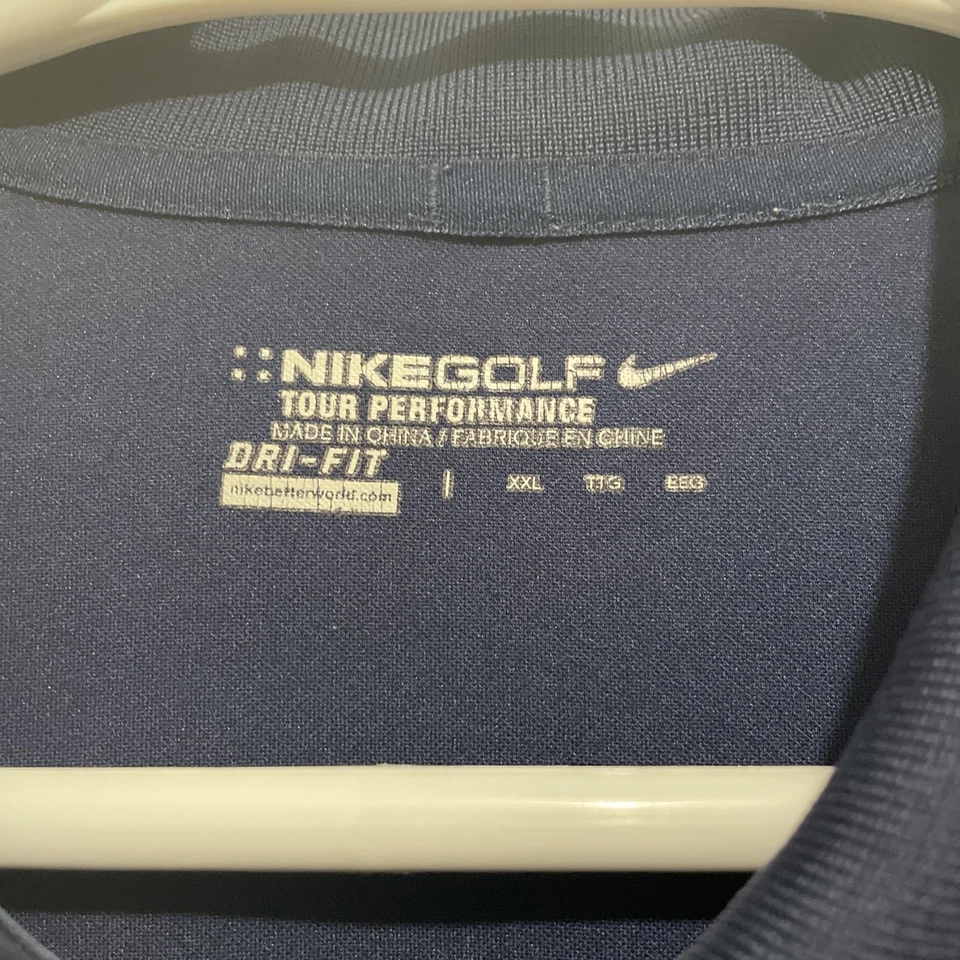 NIKEGOLF
TOUR PERFORMANCE
MADE IN CHINA / FABRIQUE EN CHINE
DRI-FIT
nikebetterworld.com
XXL TTG EEG